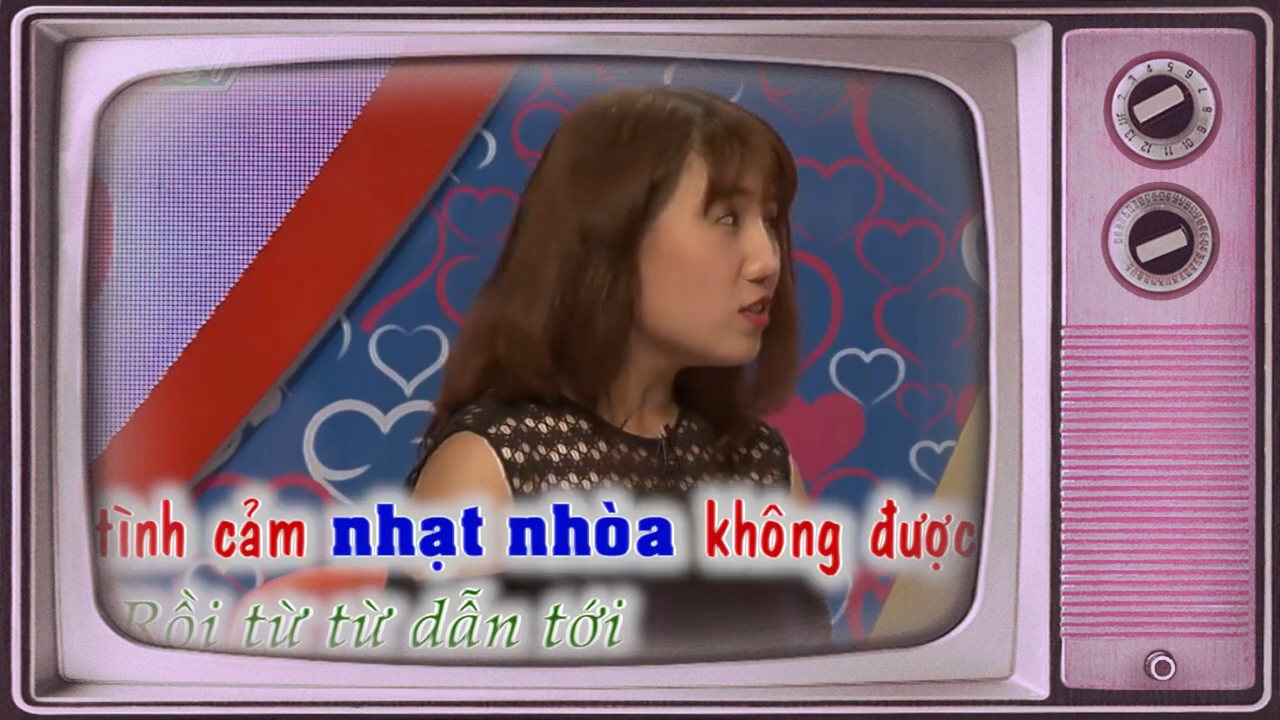 tình cảm nhạt nhòa không được
Rồi từ từ dẫn tới